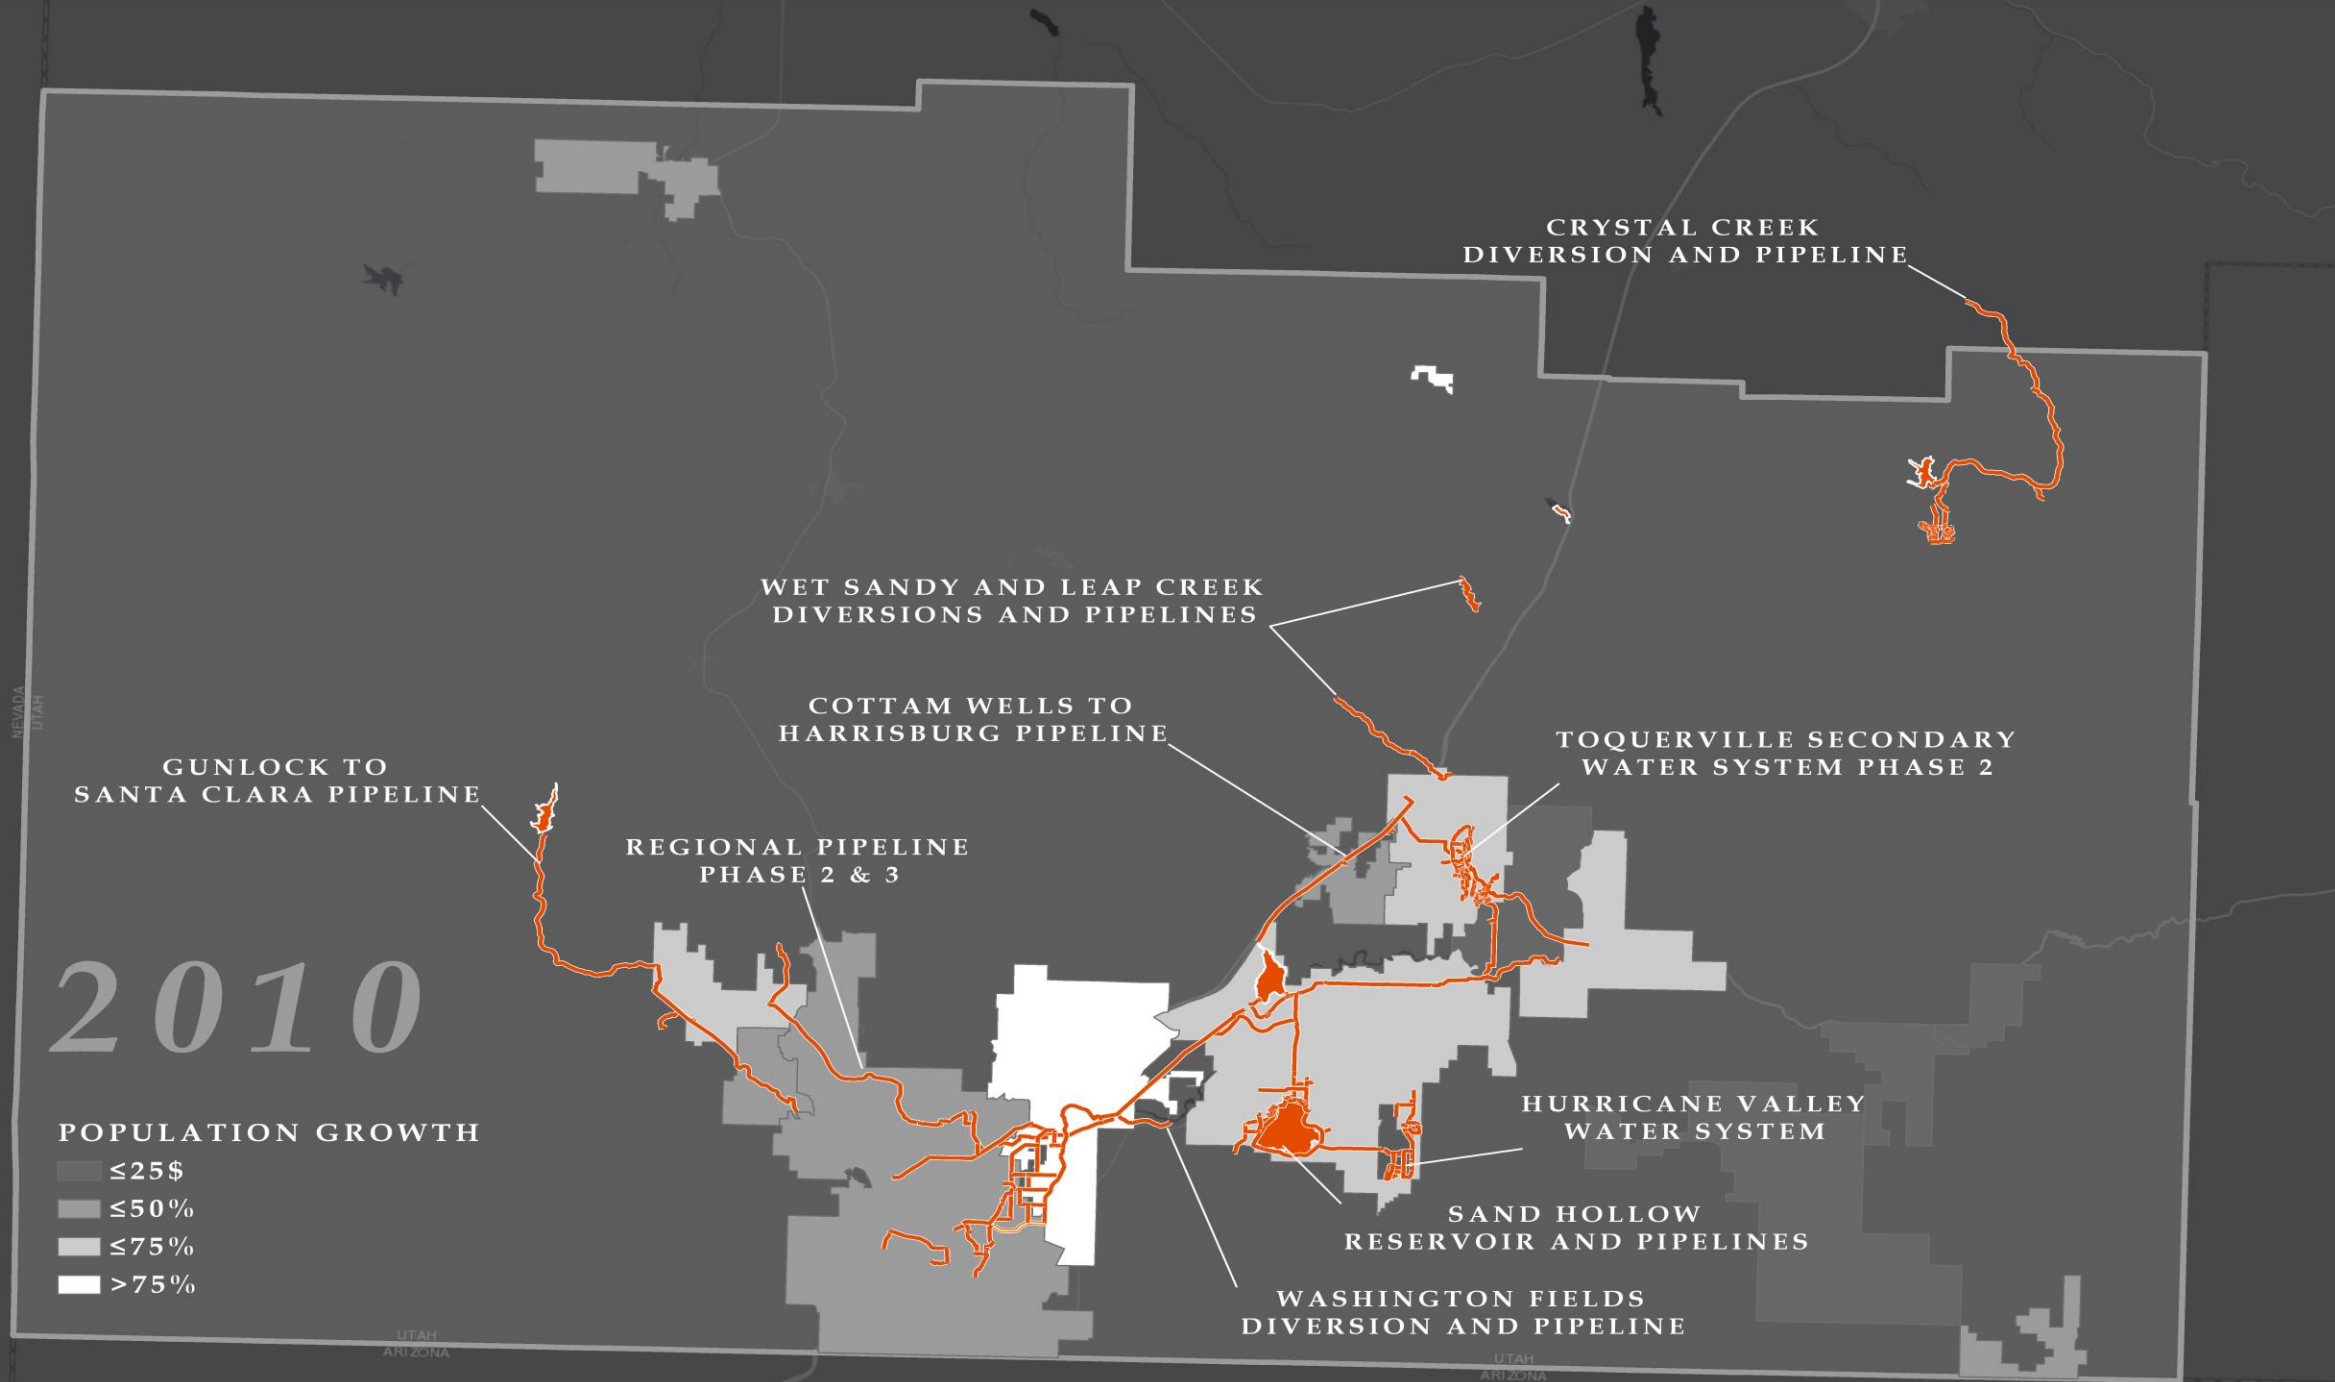 CRYSTAL CREEK
DIVERSION AND PIPELINE
WET SANDY AND LEAP CREEK
DIVERSIONS AND PIPELINES
COTTAM WELLS TO
HARRISBURG PIPELINE
TOQUERVILLE SECONDARY
WATER SYSTEM PHASE 2
NEVADA
UTAH
GUNLOCK TO
SANTA CLARA PIPELINE
REGIONAL PIPELINE
PHASE 2 & 3
2010
HURRICANE VALLEY
WATER SYSTEM
POPULATION GROWTH
≤25$
≤50%
≤75%
>75%
SAND HOLLOW
RESERVOIR AND PIPELINES
WASHINGTON FIELDS
DIVERSION AND PIPELINE
UTAH
ARIZONA
UTAH
ARIZONA